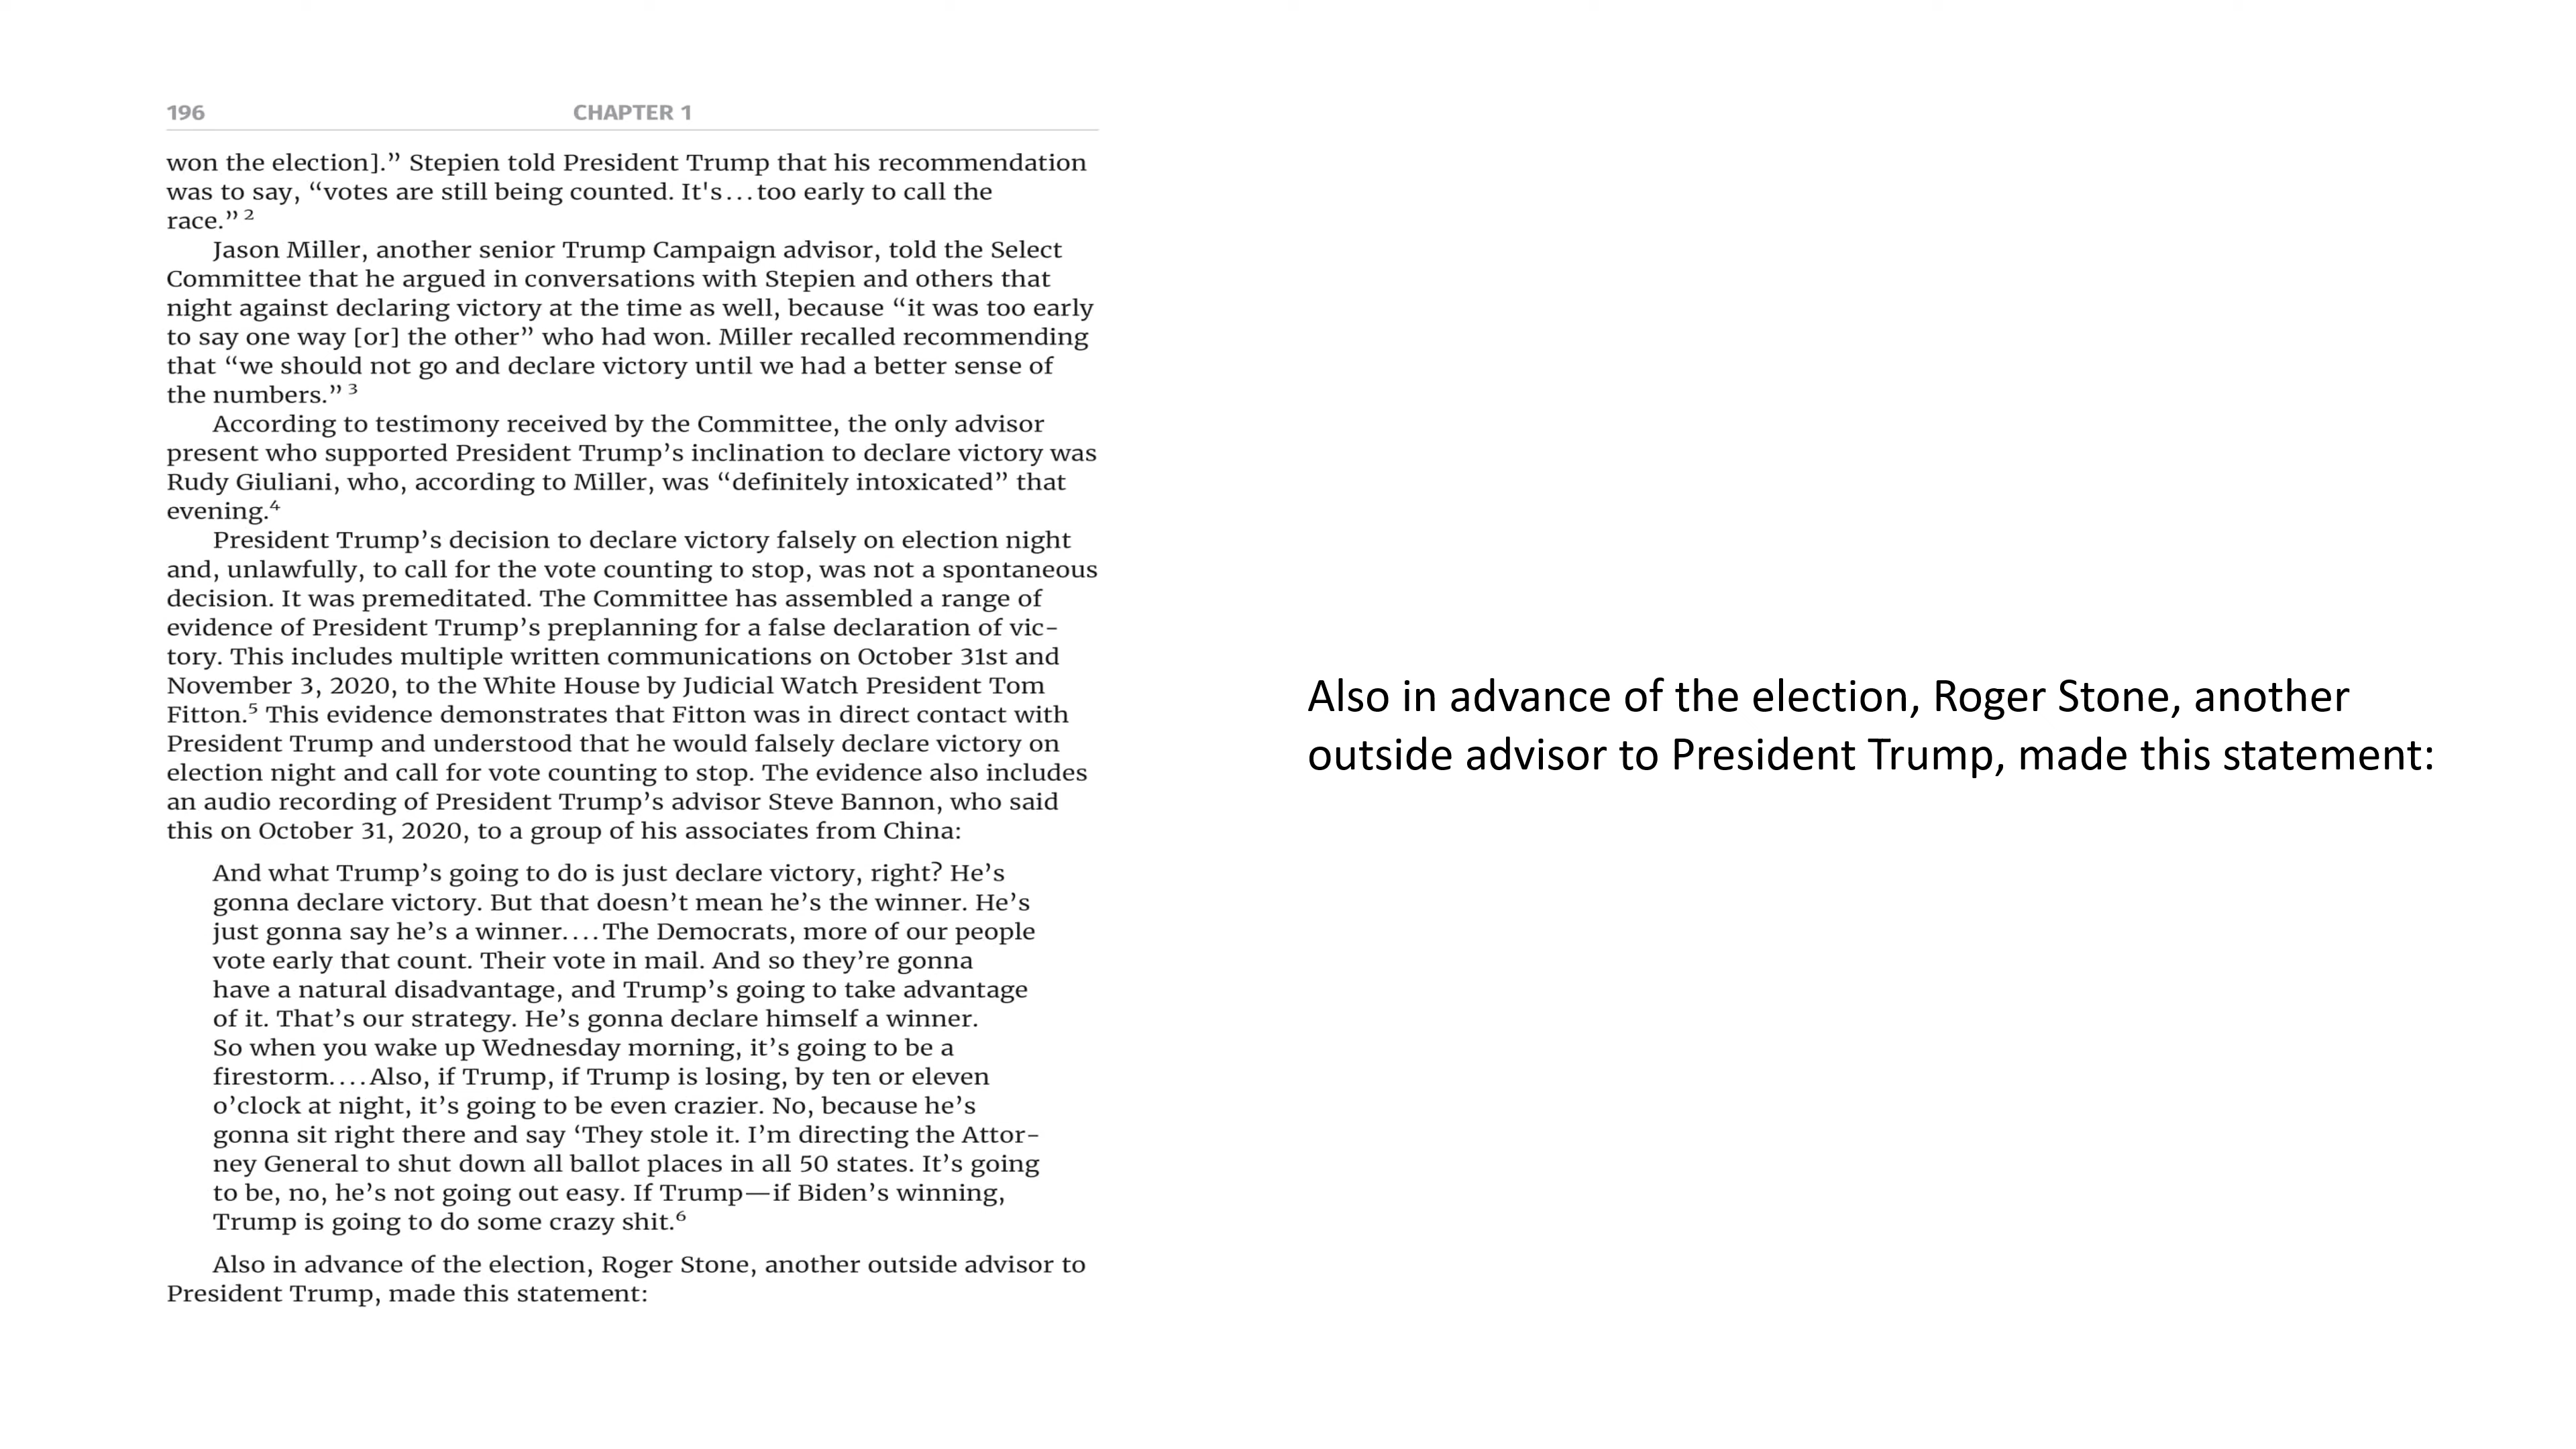 196 CHAPTER 1
won the election].” Stepien told President Trump that his recommendation
was to say, “votes are still being counted. It's...too early to call the
race.” 2
Jason Miller, another senior Trump Campaign advisor, told the Select
Committee that he argued in conversations with Stepien and others that
night against declaring victory at the time as well, because “it was too early
to say one way [or] the other” who had won. Miller recalled recommending
that “we should not go and declare victory until we had a better sense of
the numbers.” 3
According to testimony received by the Committee, the only advisor
present who supported President Trump’s inclination to declare victory was
Rudy Giuliani, who, according to Miller, was “definitely intoxicated” that
evening.4
President Trump’s decision to declare victory falsely on election night
and, unlawfully, to call for the vote counting to stop, was not a spontaneous
decision. It was premeditated. The Committee has assembled a range of
evidence of President Trump’s preplanning for a false declaration of vic-
tory. This includes multiple written communications on October 31st and
November 3, 2020, to the White House by Judicial Watch President Tom
Fitton.5 This evidence demonstrates that Fitton was in direct contact with
President Trump and understood that he would falsely declare victory on
election night and call for vote counting to stop. The evidence also includes
an audio recording of President Trump’s advisor Steve Bannon, who said
this on October 31, 2020, to a group of his associates from China:
And what Trump’s going to do is just declare victory, right? He’s
gonna declare victory. But that doesn’t mean he’s the winner. He’s
just gonna say he’s a winner....The Democrats, more of our people
vote early that count. Their vote in mail. And so they’re gonna
have a natural disadvantage, and Trump’s going to take advantage
of it. That’s our strategy. He’s gonna declare himself a winner.
So when you wake up Wednesday morning, it’s going to be a
firestorm....Also, if Trump, if Trump is losing, by ten or eleven
o’clock at night, it’s going to be even crazier. No, because he’s
gonna sit right there and say ‘They stole it. I’m directing the Attor-
ney General to shut down all ballot places in all 50 states. It’s going
to be, no, he’s not going out easy. If Trump—if Biden’s winning,
Trump is going to do some crazy shit.6
Also in advance of the election, Roger Stone, another outside advisor to
President Trump, made this statement:
Also in advance of the election, Roger Stone, another
outside advisor to President Trump, made this statement: